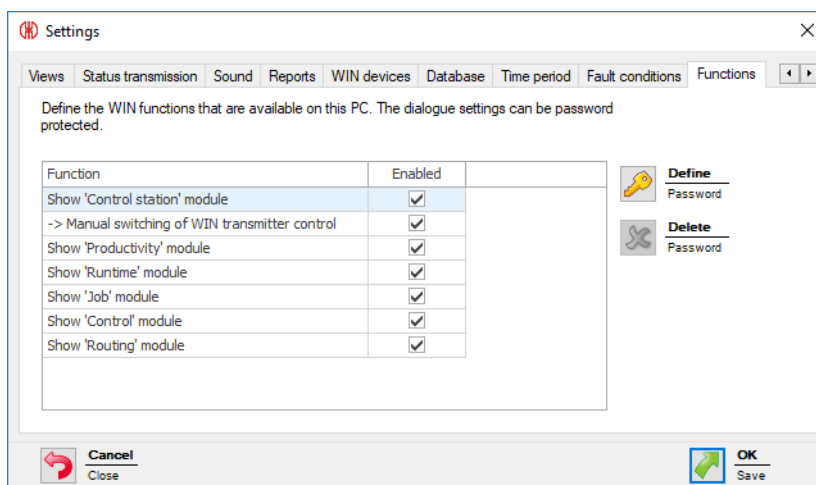 Settings
Views Status transmission Sound Reports WIN devices Database Time period Fault conditions Functions
Define the WIN functions that are available on this PC. The dialogue settings can be password
protected.
Function Enabled
Show 'Control station' module
-> Manual switching of WIN transmitter control
Show 'Productivity' module
Show 'Runtime' module
Show 'Job' module
Show 'Control' module
Show 'Routing' module
Define
Password
Delete
Password
Cancel
Close
OK
Save